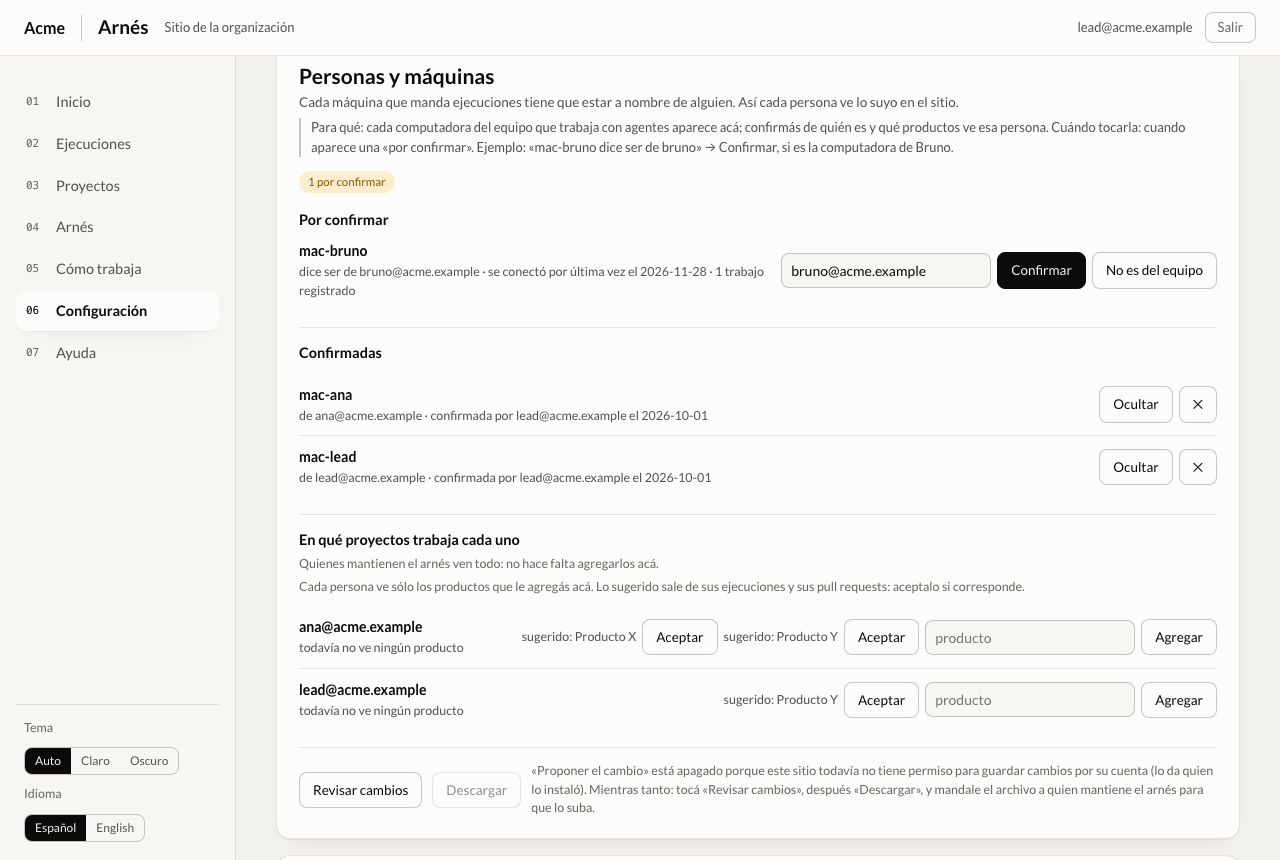 Acme
Arnés
Sitio de la organización
lead@acme.example
Salir
01 Inicio
02 Ejecuciones
03 Proyectos
04 Arnés
05 Cómo trabaja
06 Configuración
07 Ayuda
Tema
Auto Claro Oscuro
Idioma
Español English
Personas y máquinas
Cada máquina que manda ejecuciones tiene que estar a nombre de alguien. Así cada persona ve lo suyo en el sitio.
Para qué: cada computadora del equipo que trabaja con agentes aparece acá; confirmás de quién es y qué productos ve esa persona. Cuándo tocarla: cuando
aparece una «por confirmar». Ejemplo: «mac-bruno dice ser de bruno» → Confirmar, si es la computadora de Bruno.
1 por confirmar
Por confirmar
mac-bruno
dice ser de bruno@acme.example · se conectó por última vez el 2026-11-28 · 1 trabajo
registrado
bruno@acme.example
Confirmar
No es del equipo
Confirmadas
mac-ana
de ana@acme.example · confirmada por lead@acme.example el 2026-10-01
Ocultar ×
mac-lead
de lead@acme.example · confirmada por lead@acme.example el 2026-10-01
Ocultar ×
En qué proyectos trabaja cada uno
Quienes mantienen el arnés ven todo: no hace falta agregarlos acá.
Cada persona ve sólo los productos que le agregás acá. Lo sugerido sale de sus ejecuciones y sus pull requests: aceptalo si corresponde.
ana@acme.example
todavía no ve ningún producto
sugerido: Producto X Aceptar sugerido: Producto Y Aceptar producto Agregar
lead@acme.example
todavía no ve ningún producto
sugerido: Producto Y Aceptar producto Agregar
Revisar cambios
Descargar
«Proponer el cambio» está apagado porque este sitio todavía no tiene permiso para guardar cambios por su cuenta (lo da quien
lo instaló). Mientras tanto: tocá «Revisar cambios», después «Descargar», y mandale el archivo a quien mantiene el arnés para
que lo suba.